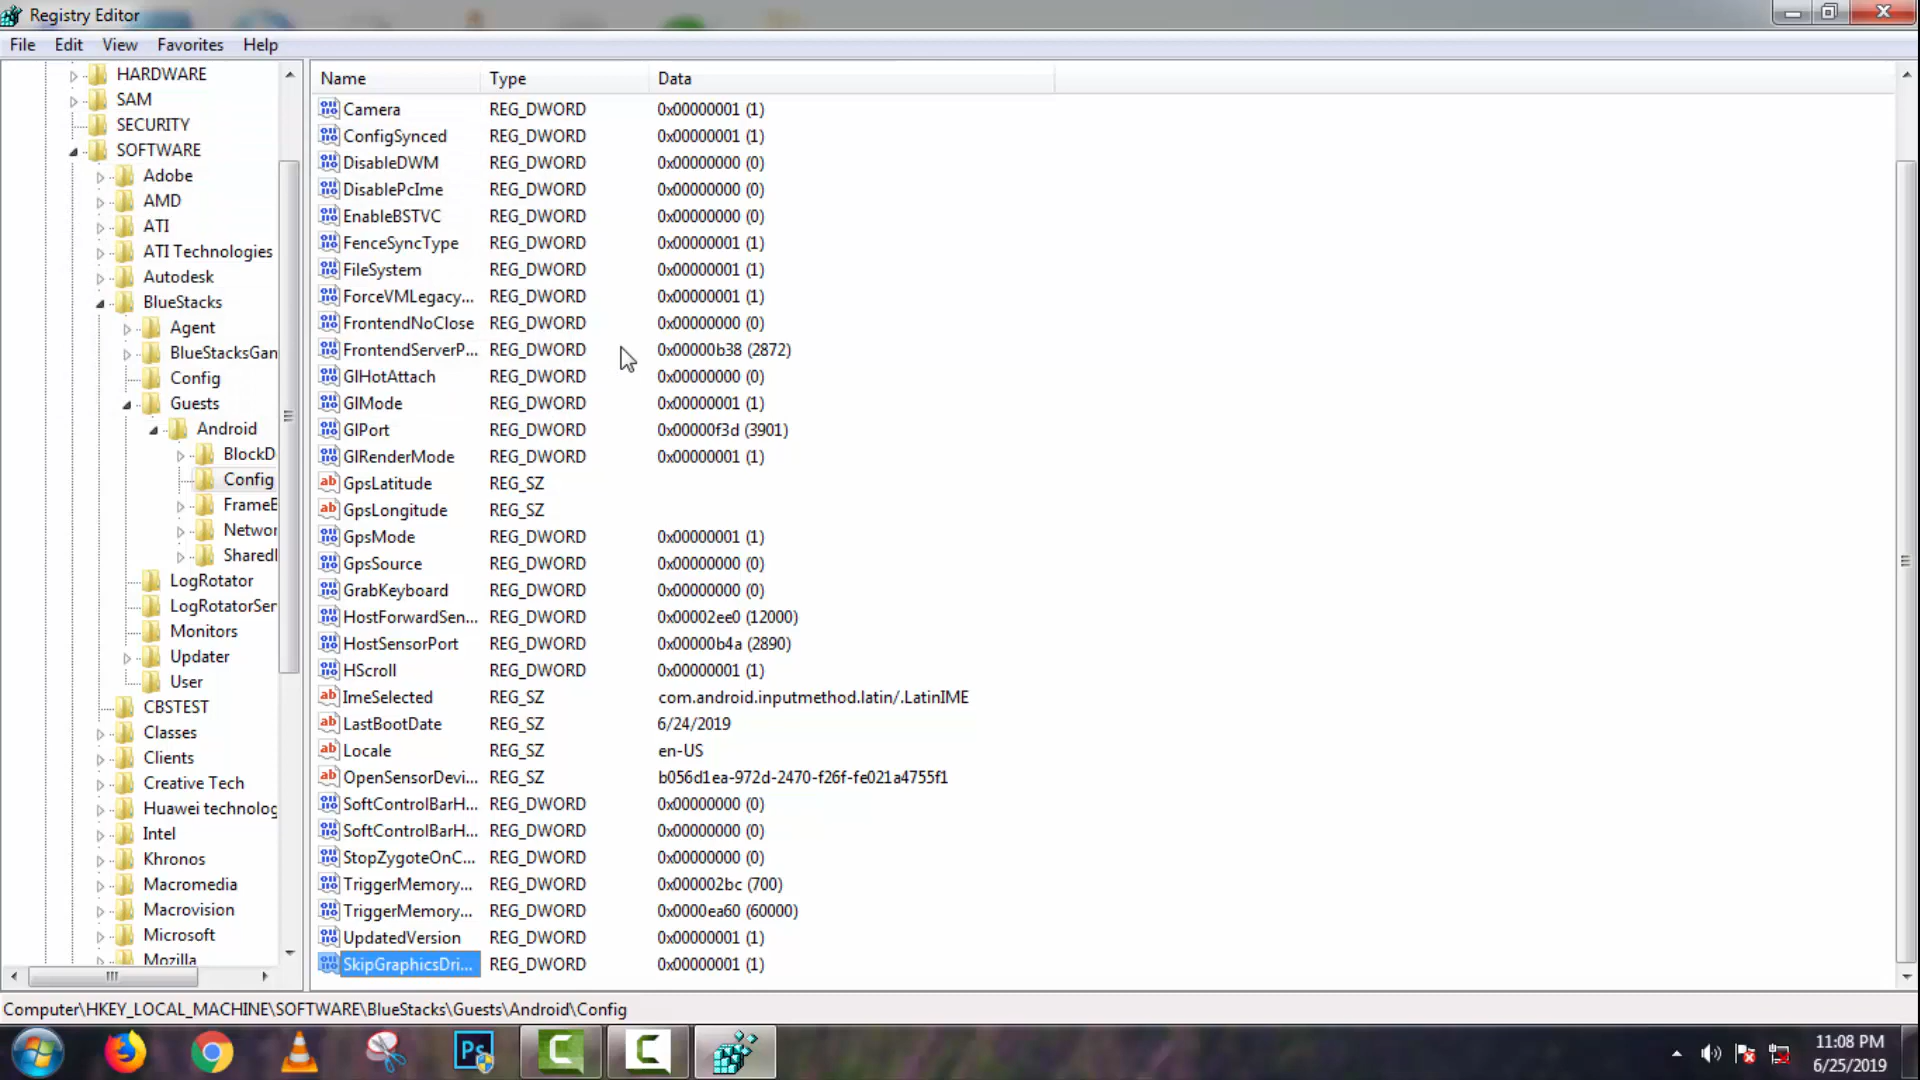 Registry Editor
File Edit View Favorites Help
HARDWARE
SAM
SECURITY
SOFTWARE
Adobe
AMD
ATI
ATI Technologies
Autodesk
BlueStacks
Agent
BlueStacksGan
Config
Guests
Android
BlockD
Config
FrameB
Networ
SharedI
LogRotator
LogRotatorSer
Monitors
Updater
User
CBSTEST
Classes
Clients
Creative Tech
Huawei technolog
Intel
Khronos
Macromedia
Macrovision
Microsoft
Mozilla
Name Type Data
Camera REG_DWORD 0x00000001 (1)
ConfigSynced REG_DWORD 0x00000001 (1)
DisableDWM REG_DWORD 0x00000000 (0)
DisablePcIme REG_DWORD 0x00000000 (0)
EnableBSTVC REG_DWORD 0x00000000 (0)
FenceSyncType REG_DWORD 0x00000001 (1)
FileSystem REG_DWORD 0x00000001 (1)
ForceVMLegacy... REG_DWORD 0x00000001 (1)
FrontendNoClose REG_DWORD 0x00000000 (0)
FrontendServerP... REG_DWORD 0x00000b38 (2872)
GlHotAttach REG_DWORD 0x00000000 (0)
GlMode REG_DWORD 0x00000001 (1)
GlPort REG_DWORD 0x00000f3d (3901)
GlRenderMode REG_DWORD 0x00000001 (1)
GpsLatitude REG_SZ
GpsLongitude REG_SZ
GpsMode REG_DWORD 0x00000001 (1)
GpsSource REG_DWORD 0x00000000 (0)
GrabKeyboard REG_DWORD 0x00000000 (0)
HostForwardSen... REG_DWORD 0x00002ee0 (12000)
HostSensorPort REG_DWORD 0x00000b4a (2890)
HScroll REG_DWORD 0x00000001 (1)
ImeSelected REG_SZ com.android.inputmethod.latin/.LatinIME
LastBootDate REG_SZ 6/24/2019
Locale REG_SZ en-US
OpenSensorDevi... REG_SZ b056d1ea-972d-2470-f26f-fe021a4755f1
SoftControlBarH... REG_DWORD 0x00000000 (0)
SoftControlBarH... REG_DWORD 0x00000000 (0)
StopZygoteOnC... REG_DWORD 0x00000000 (0)
TriggerMemory... REG_DWORD 0x000002bc (700)
TriggerMemory... REG_DWORD 0x0000ea60 (60000)
UpdatedVersion REG_DWORD 0x00000001 (1)
SkipGraphicsDri... REG_DWORD 0x00000001 (1)
Computer\HKEY_LOCAL_MACHINE\SOFTWARE\BlueStacks\Guests\Android\Config
Ps
11:08 PM
6/25/2019